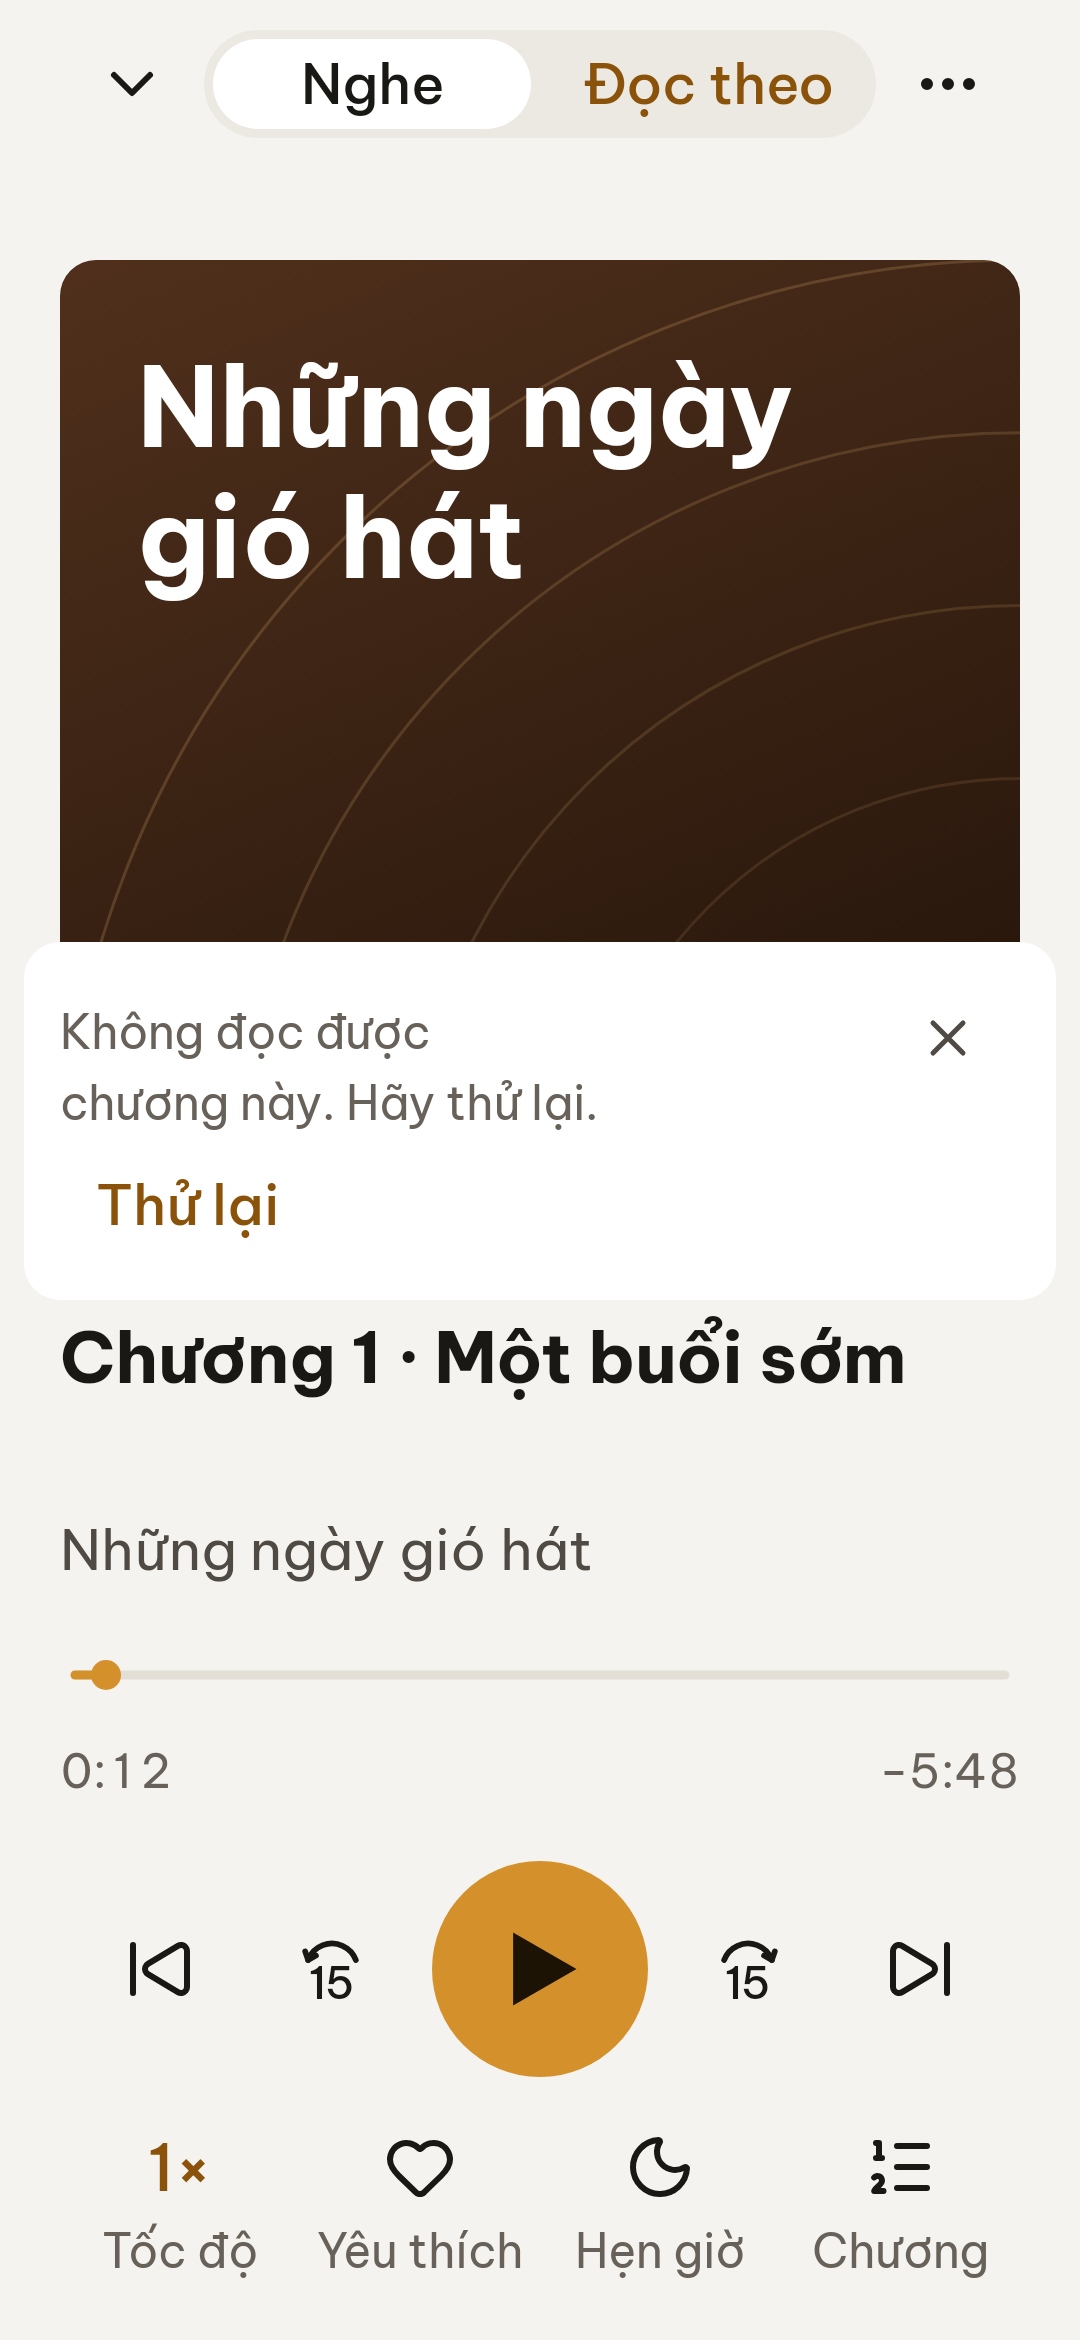 Nghe
Đọc theo
Những ngày
gió hát
Không đọc được
chương này. Hãy thử lại.
Thử lại
Chương 1 · Một buổi sớm
Những ngày gió hát
0:12
−5:48
15
15
1×
Tốc độ
Yêu thích
Hẹn giờ
Chương